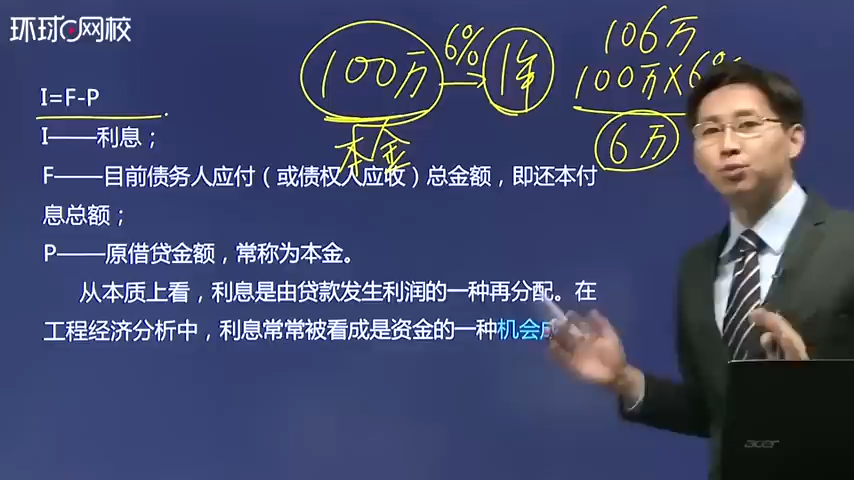 环球网校
100万
6%
1年
106万
100万×6%
6万
本金
I=F-P
I——利息；
F——目前债务人应付（或债权人应收）总金额，即还本付
息总额；
P——原借贷金额，常称为本金。
从本质上看，利息是由贷款发生利润的一种再分配。在
工程经济分析中，利息常常被看成是资金的一种机会成
acer